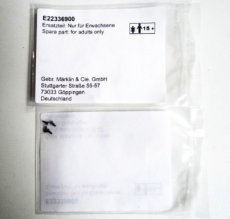 E22336900
Ersatzteil. Nur für Erwachsene
Spare part: for adults only
15 +
Gebr. Märklin & Cie. GmbH
Stuttgarter Straße 55-57
73033 Göppingen
Deutschland